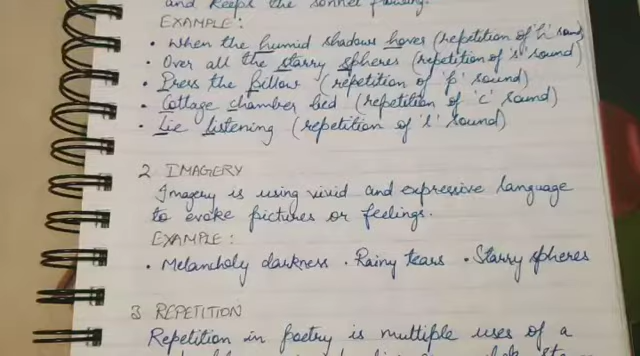 and keeps the sonnet flowing.
EXAMPLE:
• When the humid shadows hover (repetition of 'h' sound
• Over all the starry spheres (repetition of 's' sound)
• Press the pillow (repetition of 'p' sound)
• Cottage chamber bed (repetition of 'c' sound)
• Lie listening (repetition of 'l' sound)
2 IMAGERY
Imagery is using vivid and expressive language
to evoke pictures or feelings.
EXAMPLE:
• Melancholy darkness • Rainy tears • Starry spheres
3 REPETITION
Repetition in poetry is multiple uses of a